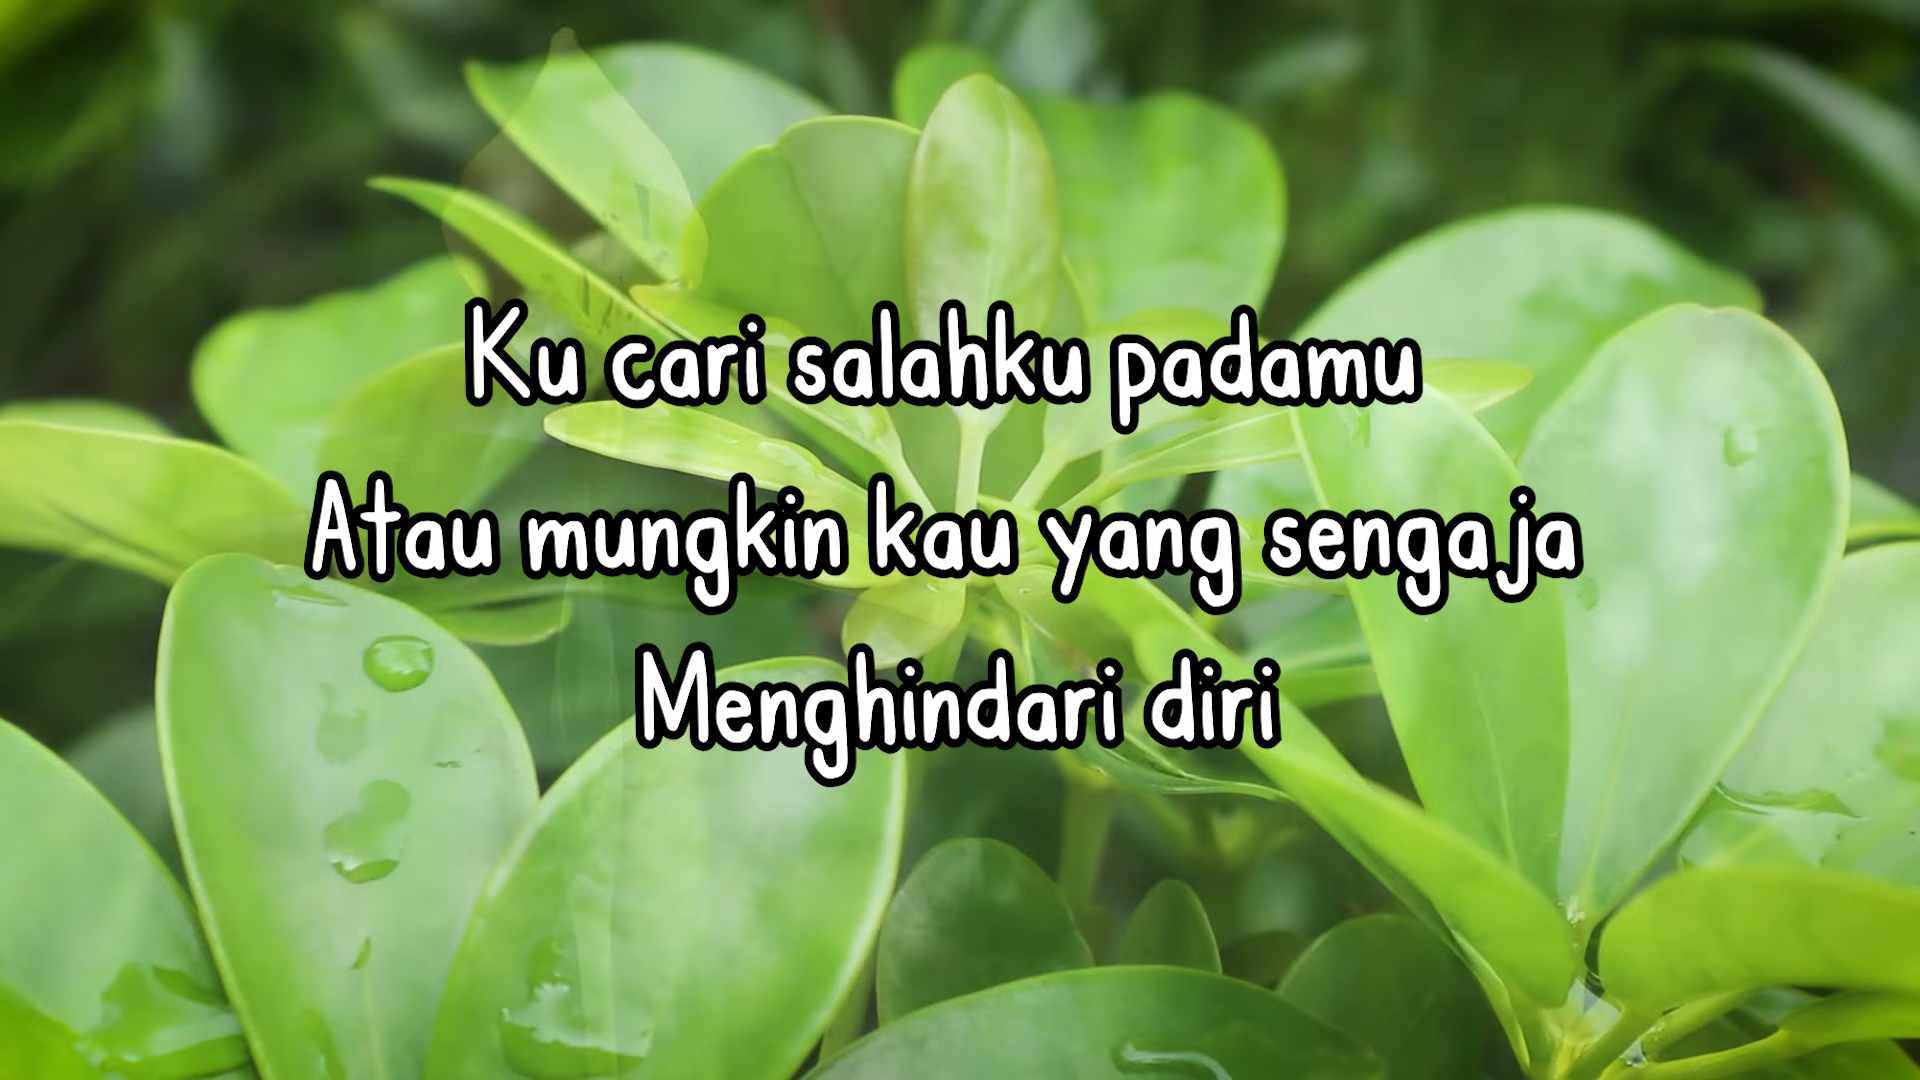 Ku cari salahku padamu
Atau mungkin kau yang sengaja
Menghindari diri